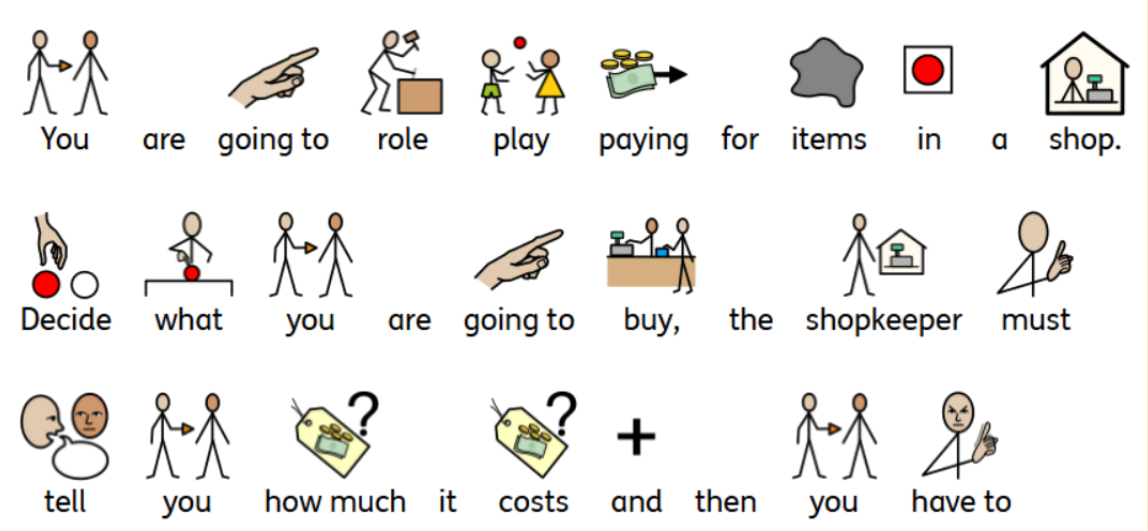 You are going to role play paying for items in a shop.
Decide what you are going to buy, the shopkeeper must
tell you how much it costs and then you have to